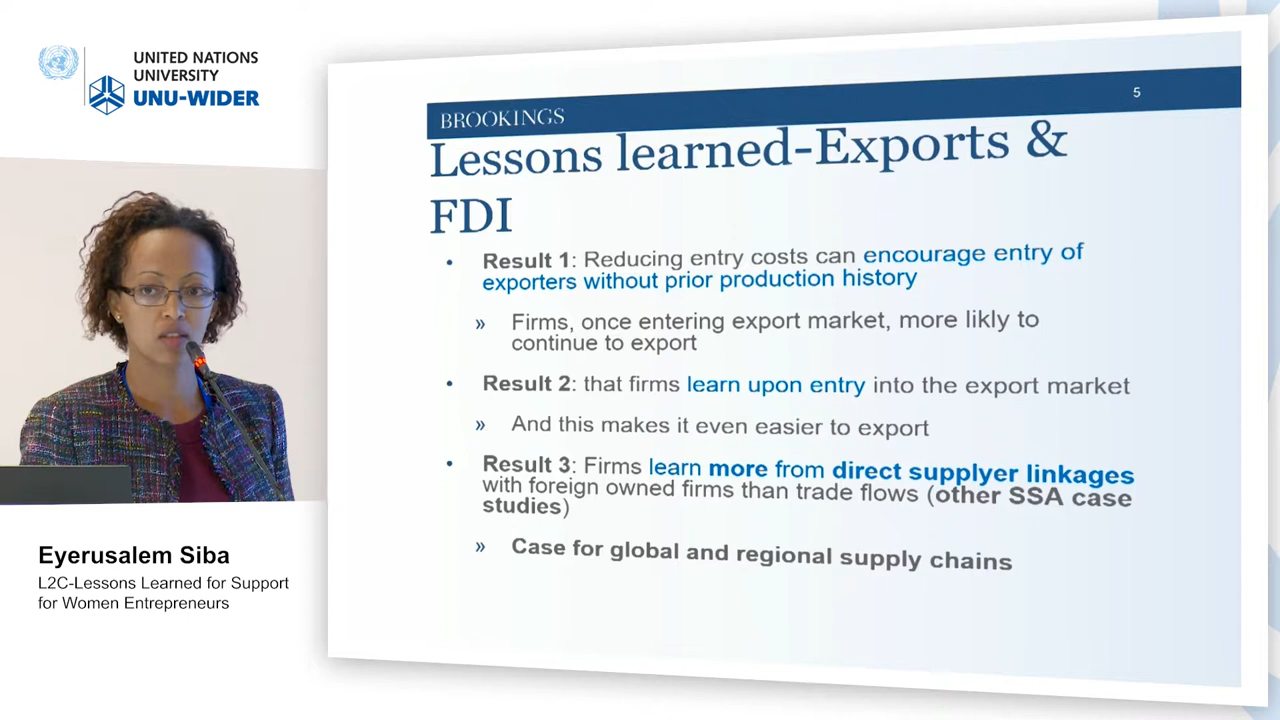 UNITED NATIONS
UNIVERSITY
UNU-WIDER
BROOKINGS
5
Lessons learned-Exports &
FDI
• Result 1: Reducing entry costs can encourage entry of
exporters without prior production history
» Firms, once entering export market, more likly to
continue to export
• Result 2: that firms learn upon entry into the export market
» And this makes it even easier to export
• Result 3: Firms learn more from direct supplyer linkages
with foreign owned firms than trade flows (other SSA case
studies)
» Case for global and regional supply chains
Eyerusalem Siba
L2C-Lessons Learned for Support
for Women Entrepreneurs